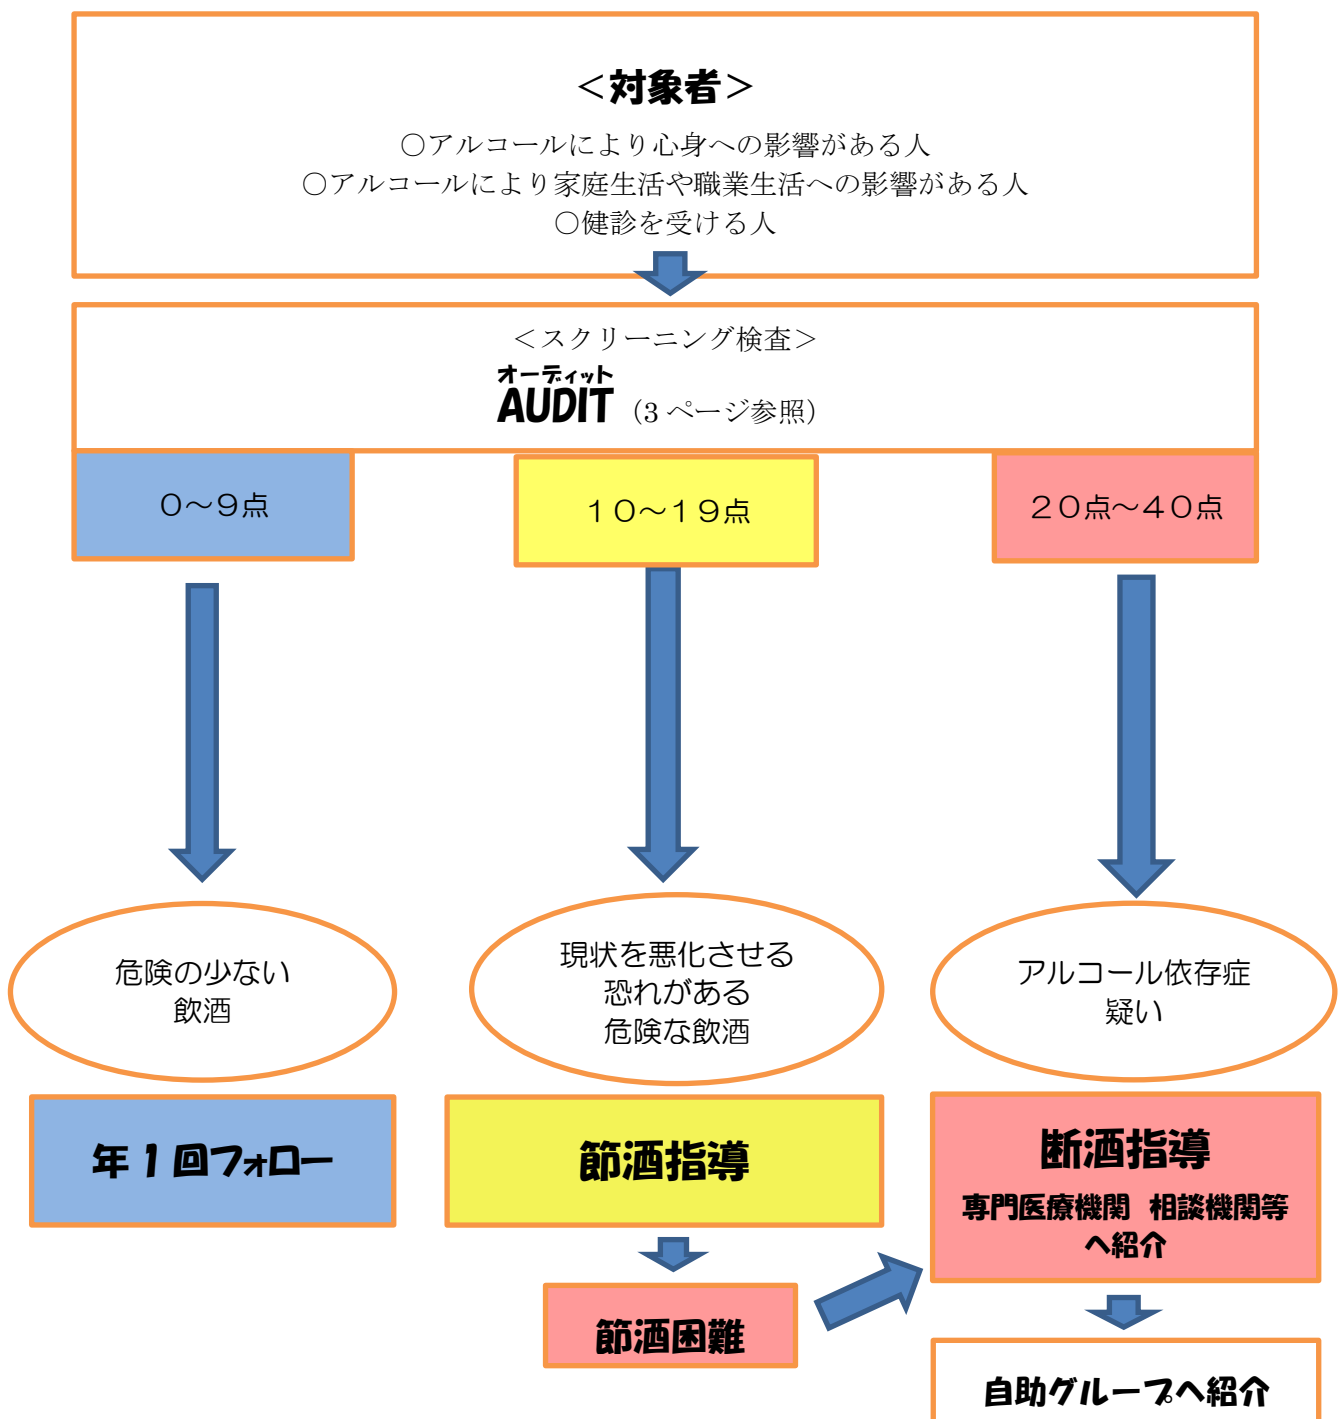 ＜対象者＞
○アルコールにより心身への影響がある人
○アルコールにより家庭生活や職業生活への影響がある人
○健診を受ける人
＜スクリーニング検査＞
オーディット
AUDIT（3 ページ参照）
０～９点
１０～１９点
２０点～４０点
危険の少ない
飲酒
現状を悪化させる
恐れがある
危険な飲酒
アルコール依存症
疑い
年１回フォロー
節酒指導
断酒指導
専門医療機関　相談機関等
へ紹介
節酒困難
自助グループへ紹介